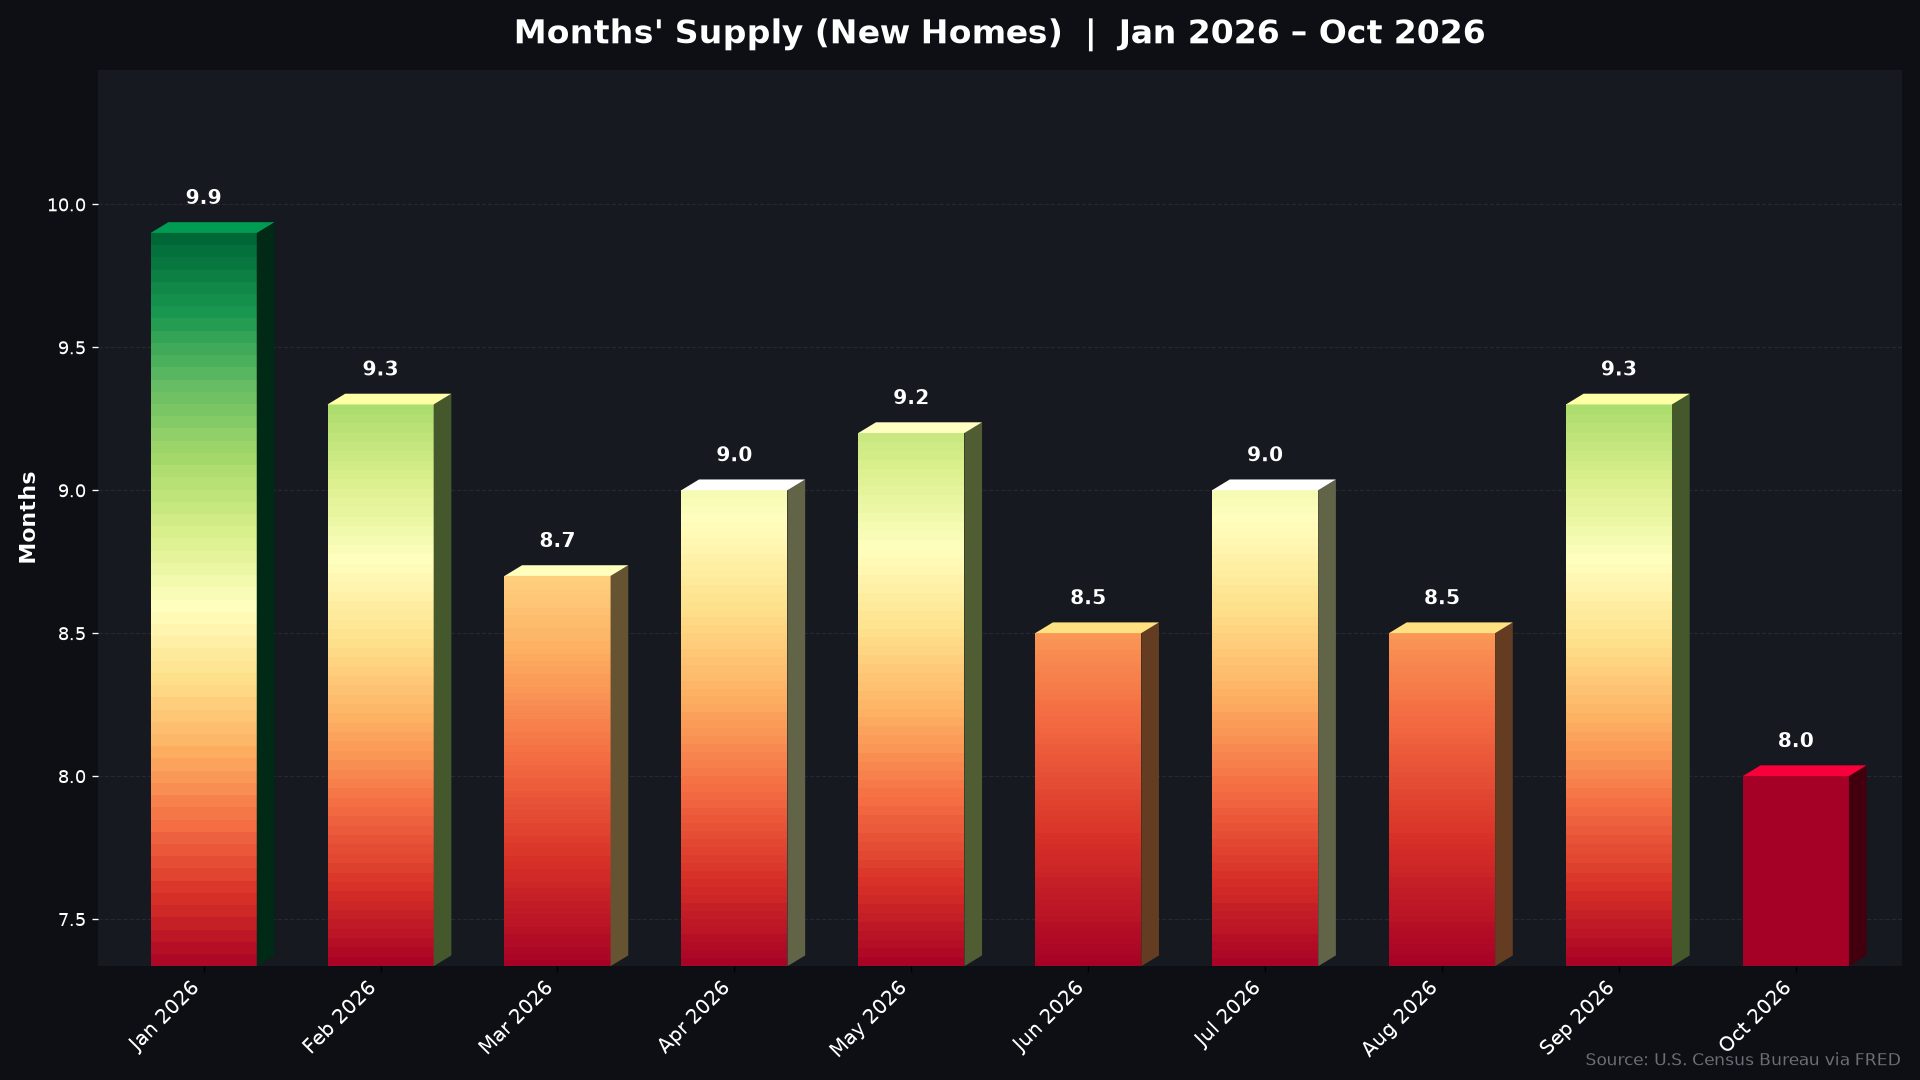 Months' Supply (New Homes) | Jan 2026 – Oct 2026
Months
10.0
9.5
9.0
8.5
8.0
7.5
9.9
9.3
8.7
9.0
9.2
8.5
9.0
8.5
9.3
8.0
Jan 2026
Feb 2026
Mar 2026
Apr 2026
May 2026
Jun 2026
Jul 2026
Aug 2026
Sep 2026
Oct 2026
Source: U.S. Census Bureau via FRED